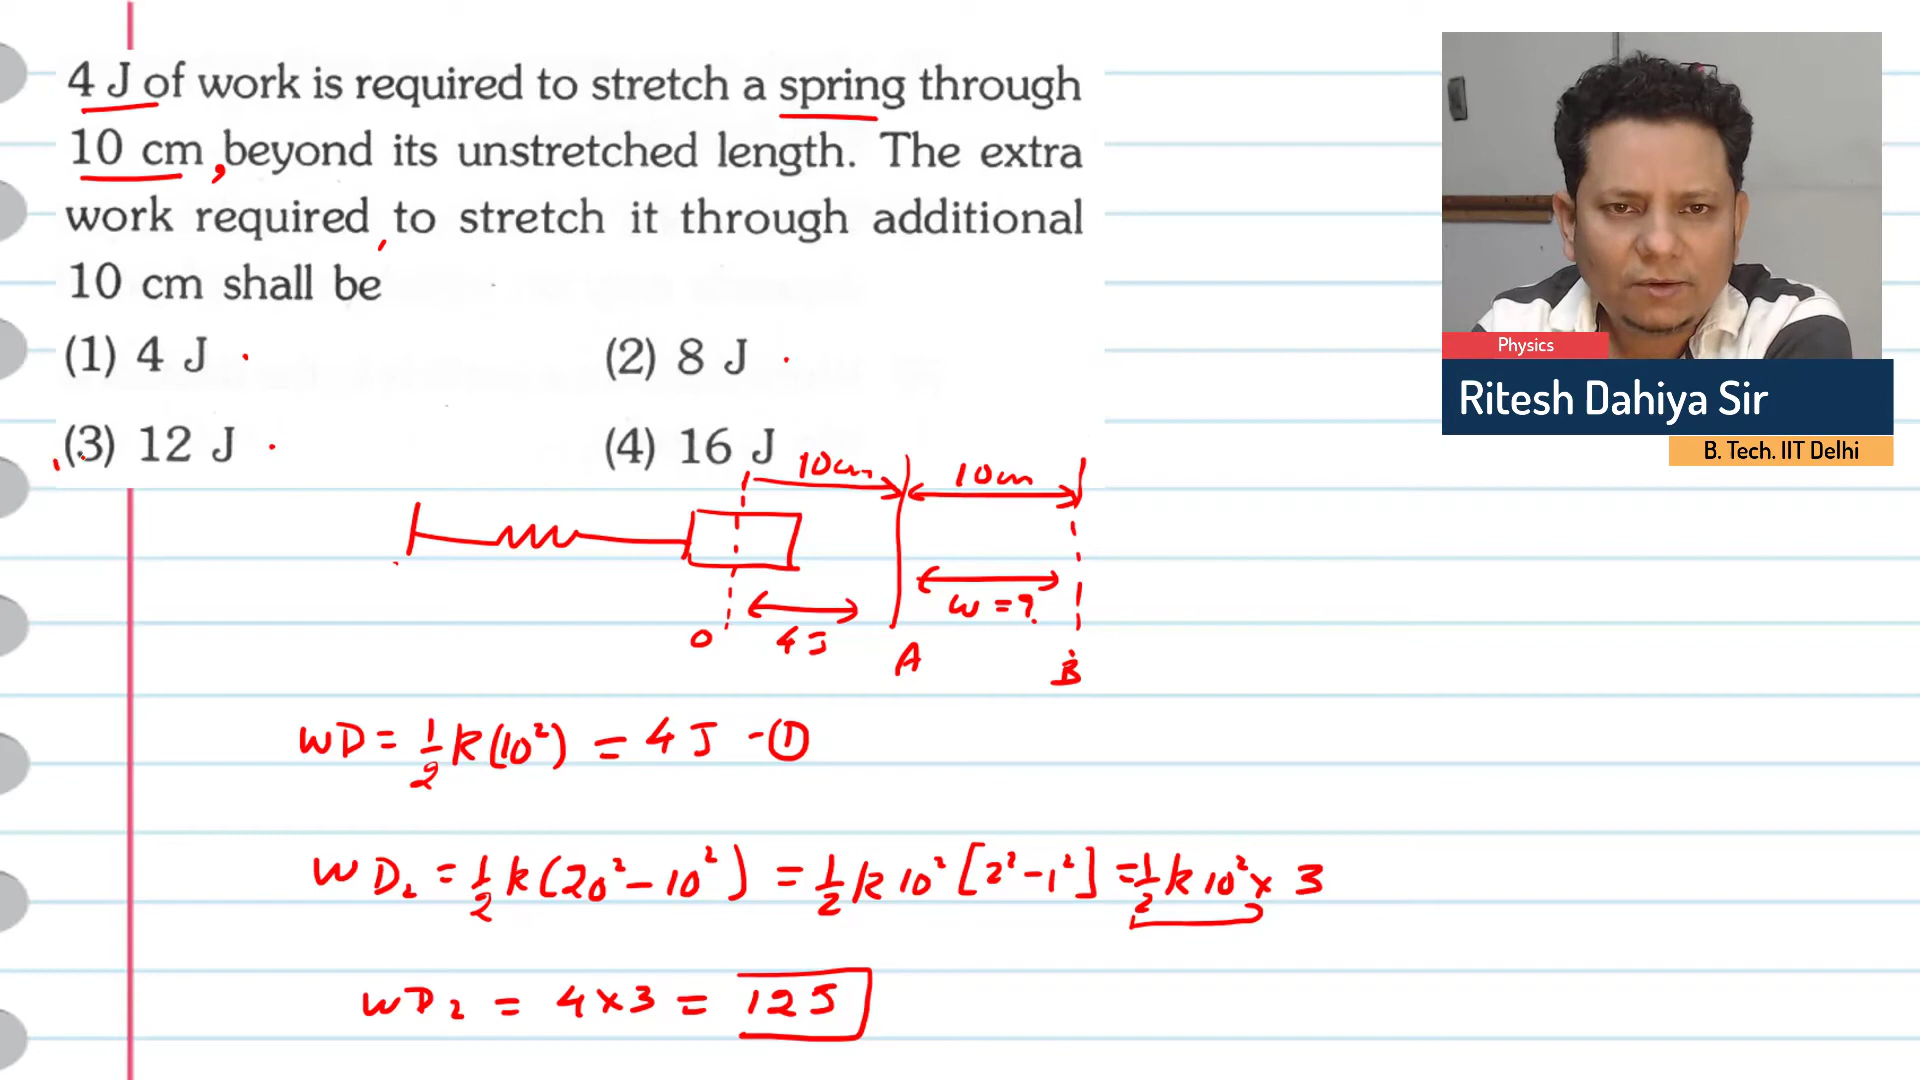 4 J of work is required to stretch a spring through
10 cm beyond its unstretched length. The extra
work required to stretch it through additional
10 cm shall be
(1) 4 J
(2) 8 J
(3) 12 J
(4) 16 J
Physics
Ritesh Dahiya Sir
B. Tech. IIT Delhi
10cm
10cm
O
4J
A
W = ?
B
WD = 1/2 k(10²) = 4 J - ①
WD₂ = 1/2 k(20² - 10²) = 1/2 k 10² [2² - 1²] = 1/2 k 10² x 3
WD₂ = 4 x 3 = 12J